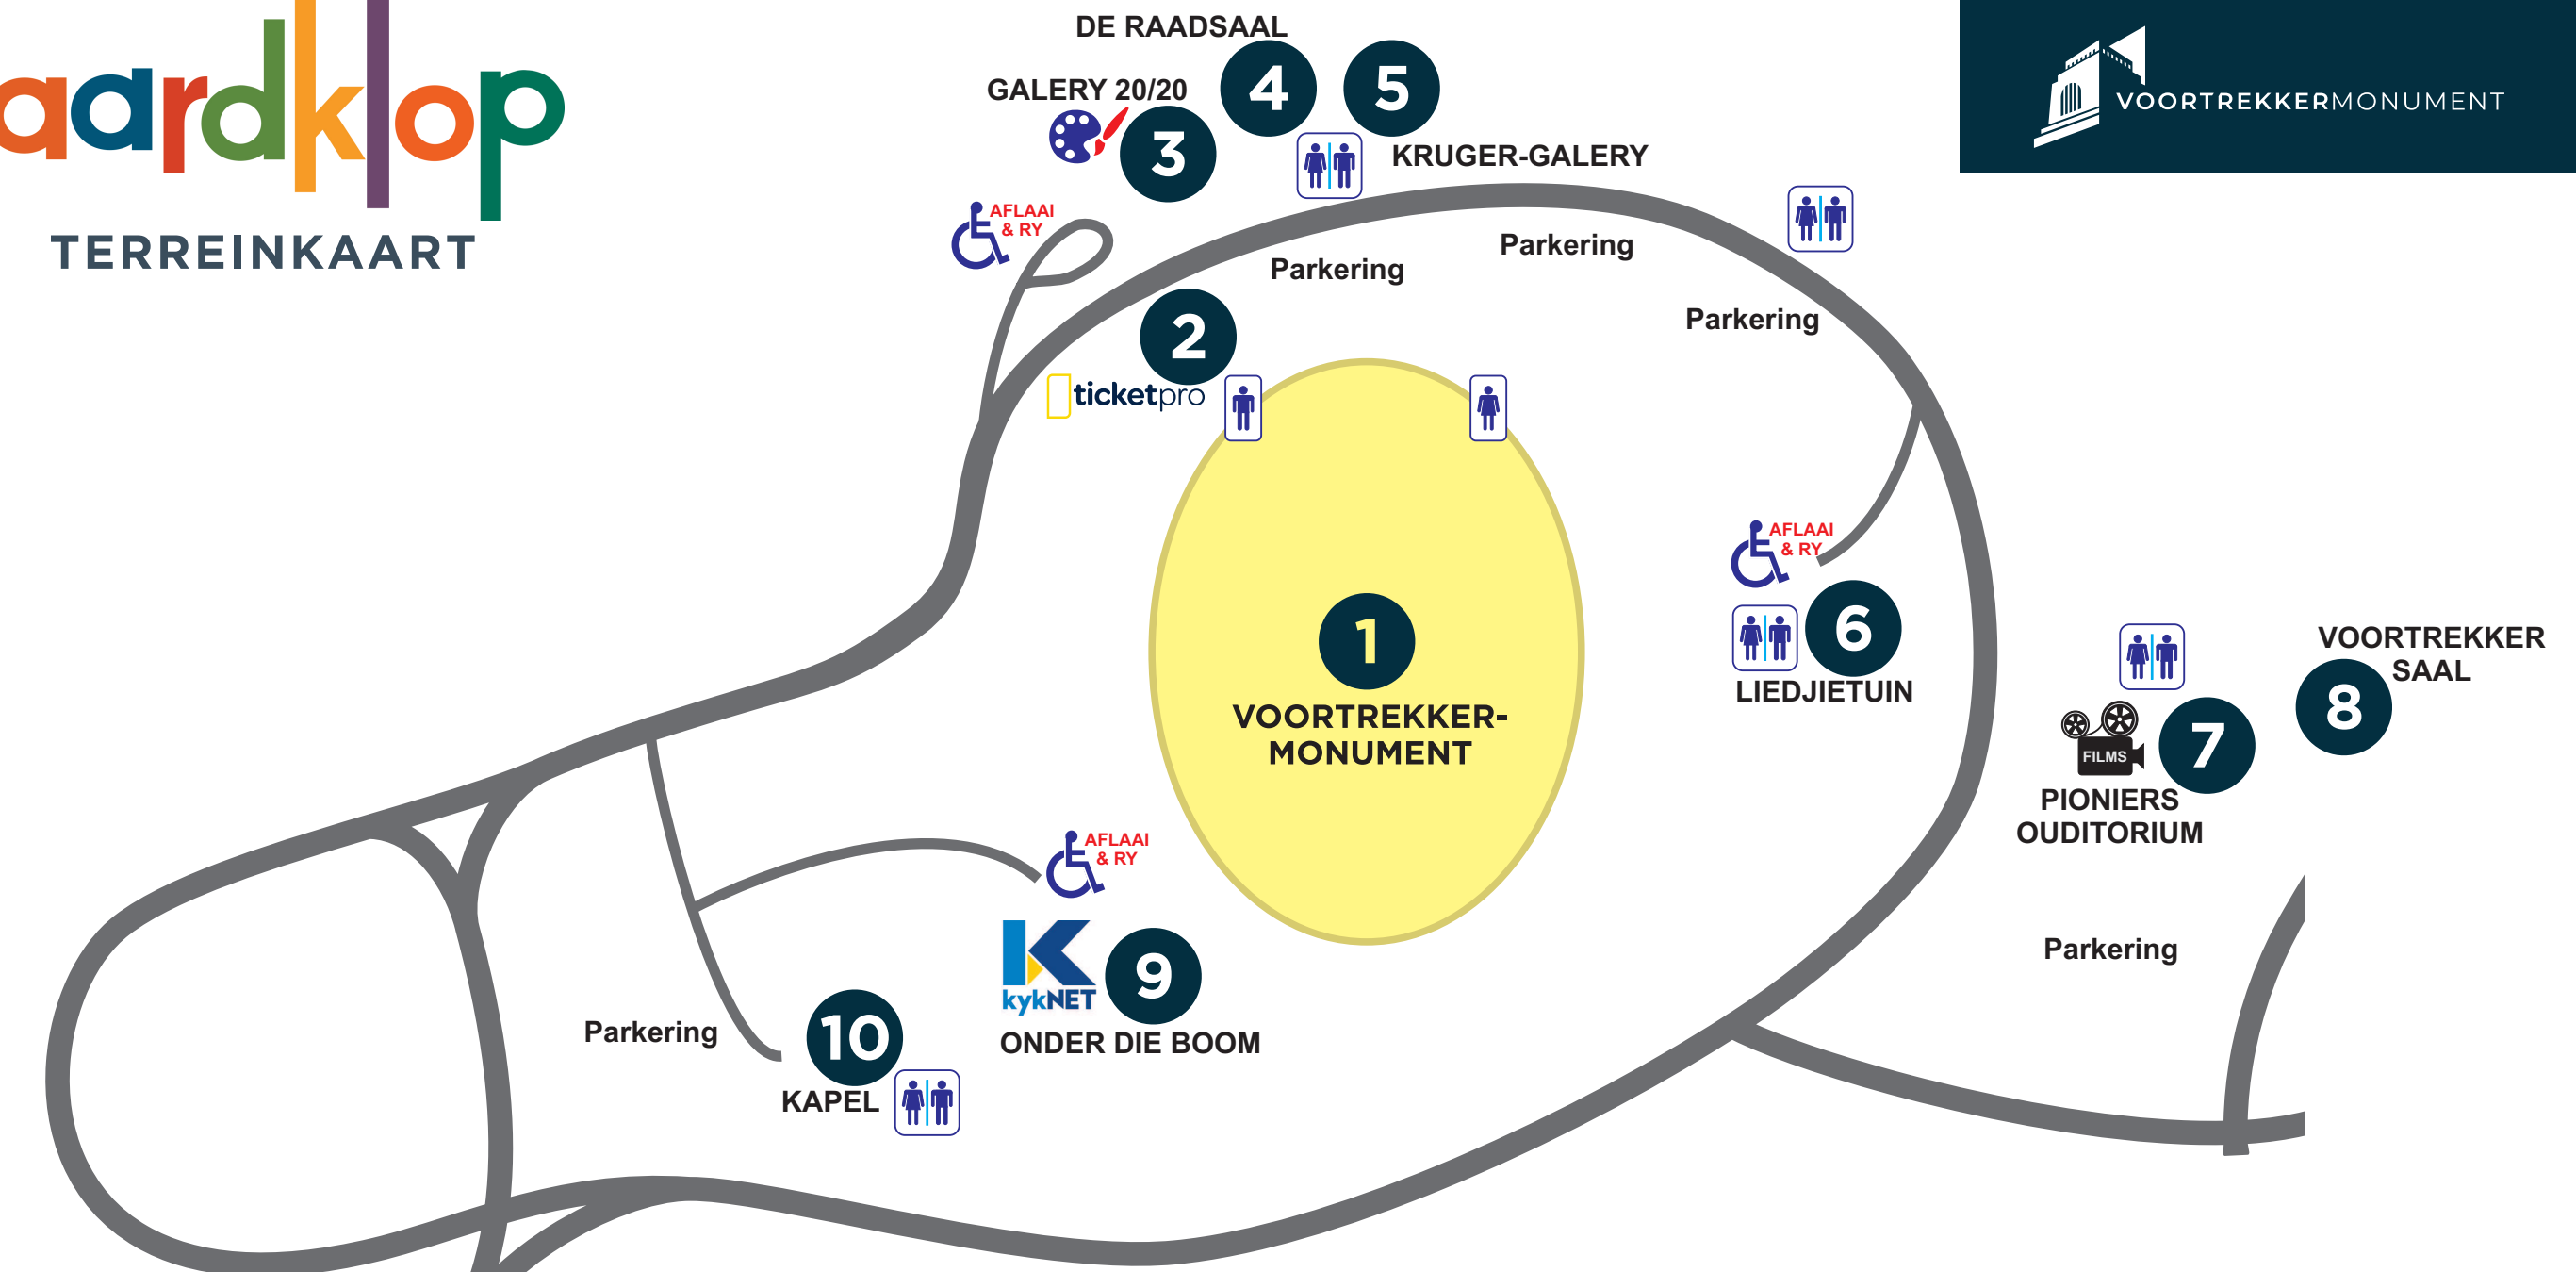 aardklop
TERREINKAART
VOORTREKKERMONUMENT
DE RAADSAAL
4
5
GALERY 20/20
3
KRUGER-GALERY
AFLAAI
& RY
Parkering
Parkering
Parkering
2
ticketpro
1
VOORTREKKER-
MONUMENT
AFLAAI
& RY
6
LIEDJIETUIN
VOORTREKKER
SAAL
8
FILMS
7
PIONIERS
OUDITORIUM
Parkering
AFLAAI
& RY
K
kykNET
9
ONDER DIE BOOM
Parkering
10
KAPEL